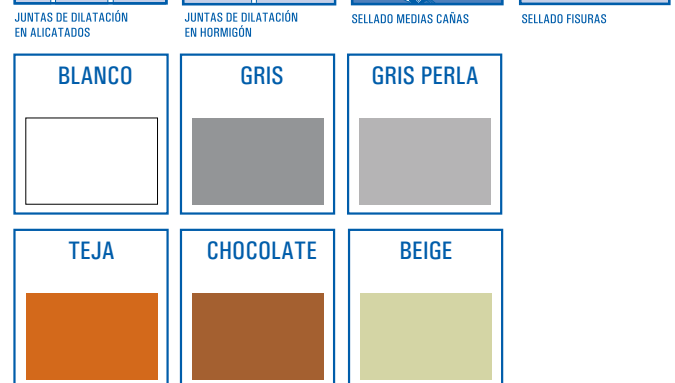 JUNTAS DE DILATACIÓN
EN ALICATADOS
JUNTAS DE DILATACIÓN
EN HORMIGÓN
SELLADO MEDIAS CAÑAS
SELLADO FISURAS
BLANCO
GRIS
GRIS PERLA
TEJA
CHOCOLATE
BEIGE